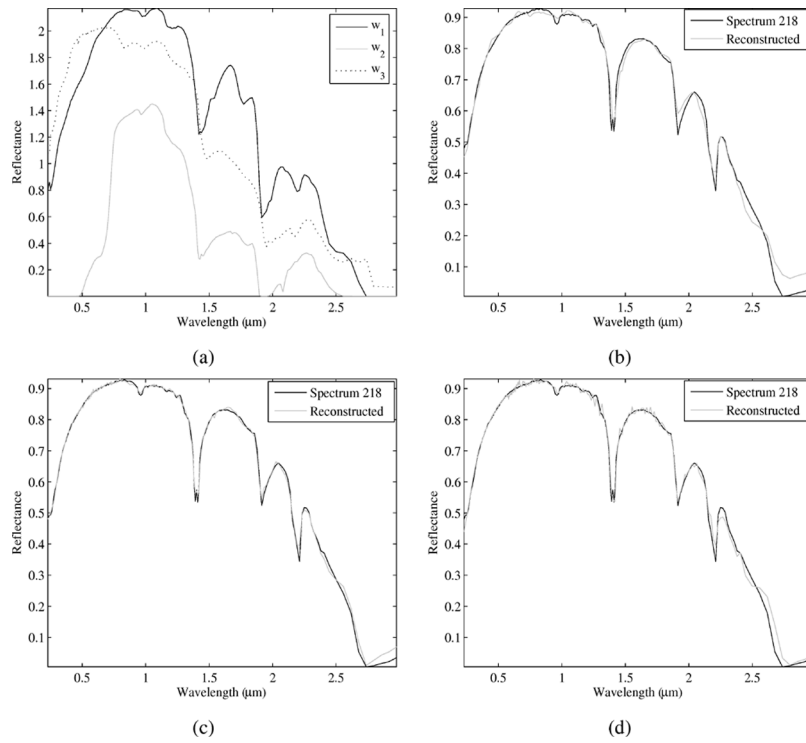 w1
w2
w3
2
1.8
1.6
1.4
1.2
1
0.8
0.6
0.4
0.2
Reflectance
0.5 1 1.5 2 2.5
Wavelength (μm)
(a)
Spectrum 218
Reconstructed
0.9
0.8
0.7
0.6
0.5
0.4
0.3
0.2
0.1
Reflectance
0.5 1 1.5 2 2.5
Wavelength (μm)
(b)
Spectrum 218
Reconstructed
0.9
0.8
0.7
0.6
0.5
0.4
0.3
0.2
0.1
Reflectance
0.5 1 1.5 2 2.5
Wavelength (μm)
(c)
Spectrum 218
Reconstructed
0.9
0.8
0.7
0.6
0.5
0.4
0.3
0.2
0.1
Reflectance
0.5 1 1.5 2 2.5
Wavelength (μm)
(d)